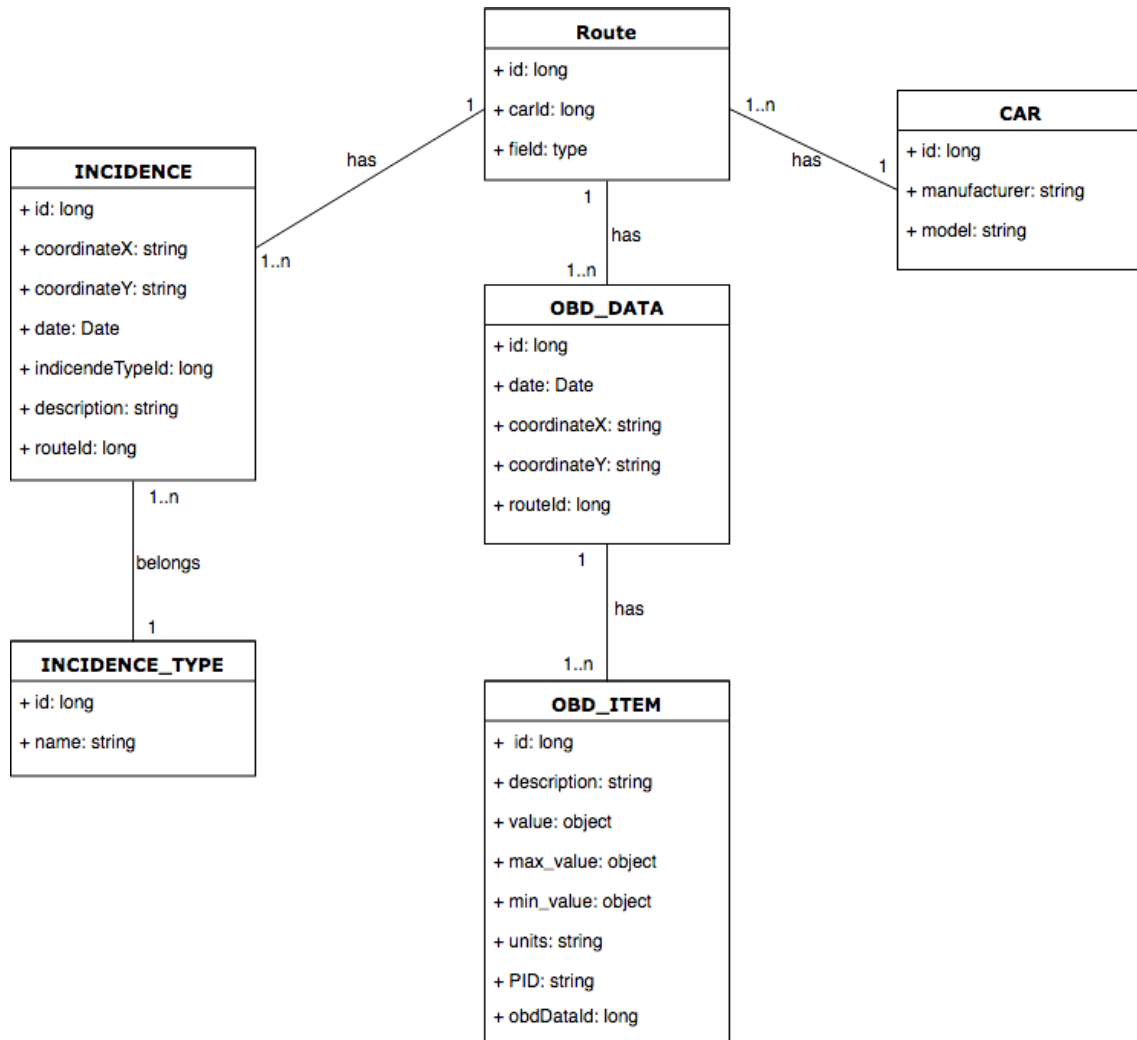 Route
+ id: long
+ carId: long
+ field: type
1
has
1..n
1..n
has
1
CAR
+ id: long
+ manufacturer: string
+ model: string
INCIDENCE
+ id: long
+ coordinateX: string
+ coordinateY: string
+ date: Date
+ indicendeTypeId: long
+ description: string
+ routeId: long
1
has
1..n
OBD_DATA
+ id: long
+ date: Date
+ coordinateX: string
+ coordinateY: string
+ routeId: long
1..n
belongs
1
INCIDENCE_TYPE
+ id: long
+ name: string
1
has
1..n
OBD_ITEM
+ id: long
+ description: string
+ value: object
+ max_value: object
+ min_value: object
+ units: string
+ PID: string
+ obdDataId: long